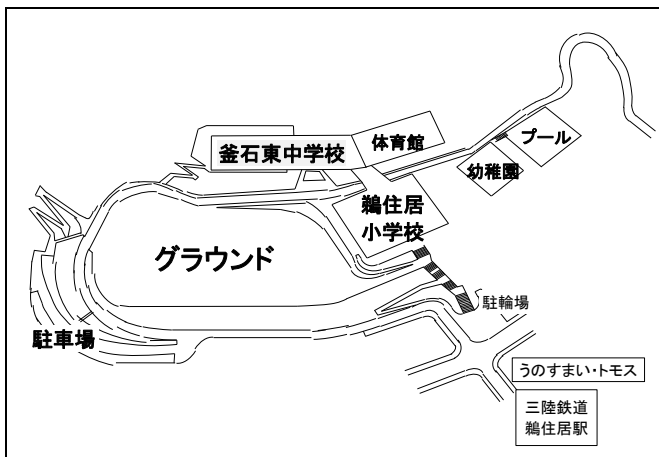 釜石東中学校
体育館
プール
幼稚園
鵜住居
小学校
グラウンド
駐輪場
駐車場
うのすまい・トモス
三陸鉄道
鵜住居駅